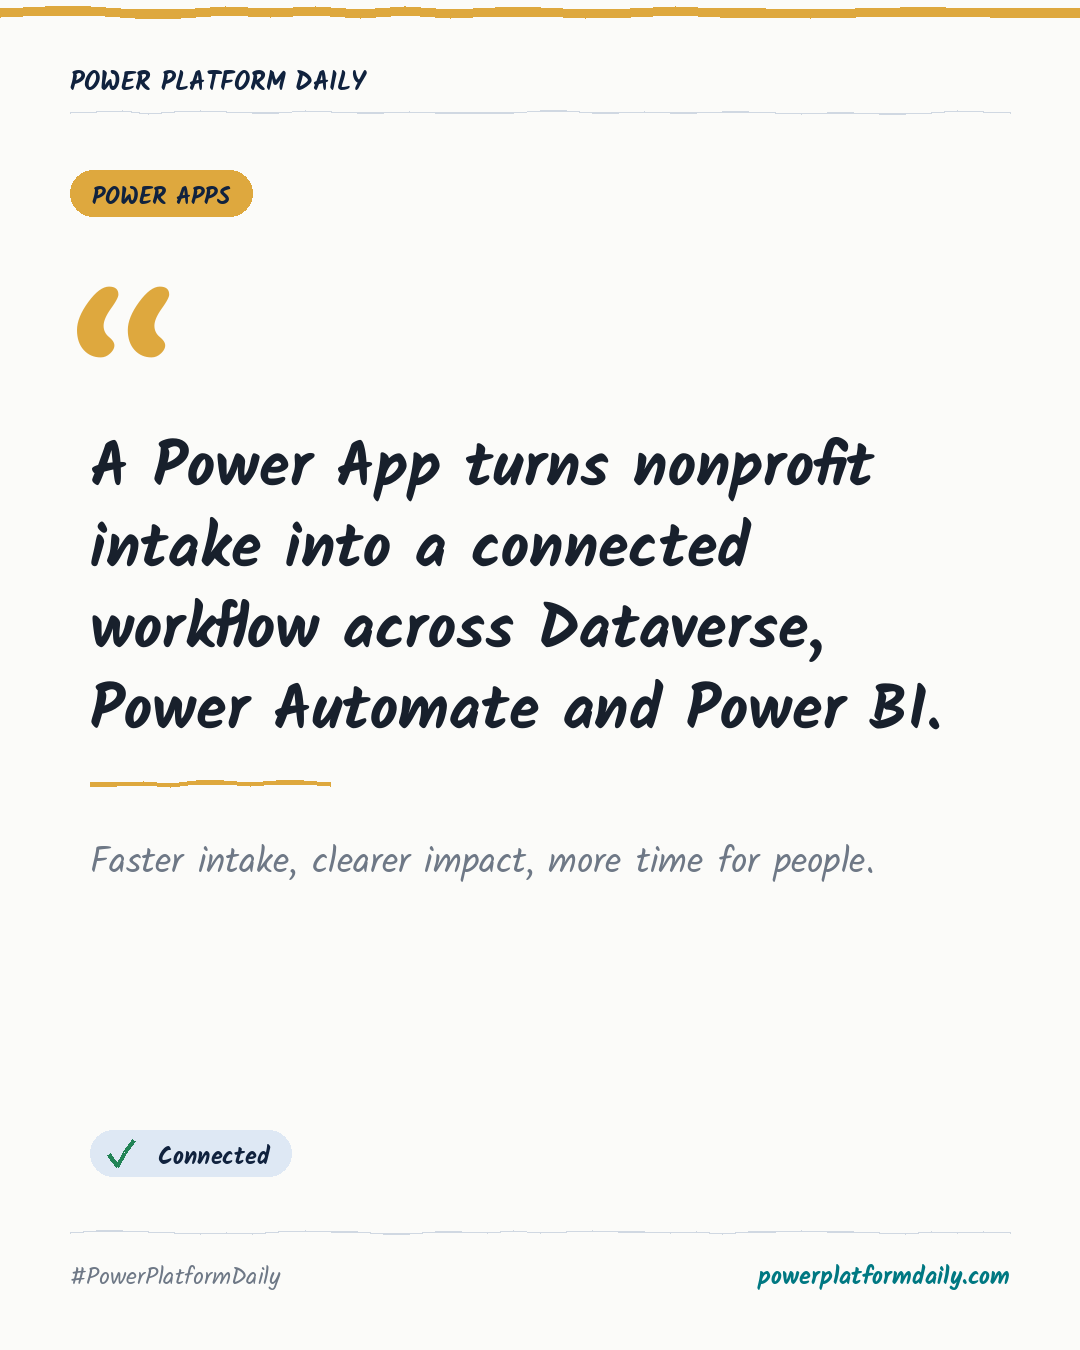 POWER PLATFORM DAILY
POWER APPS
“
A Power App turns nonprofit
intake into a connected
workflow across Dataverse,
Power Automate and Power BI.
Faster intake, clearer impact, more time for people.
Connected
#PowerPlatformDaily
powerplatformdaily.com